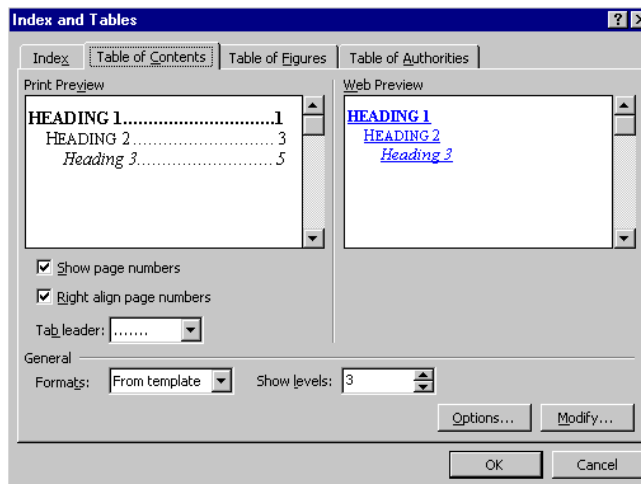 Index and Tables
Index Table of Contents Table of Figures Table of Authorities
Print Preview
HEADING 1..............................1
HEADING 2............................ 3
Heading 3........................... 5
Web Preview
HEADING 1
HEADING 2
Heading 3
Show page numbers
Right align page numbers
Tab leader: .......
General
Formats: From template Show levels: 3
Options... Modify...
OK Cancel